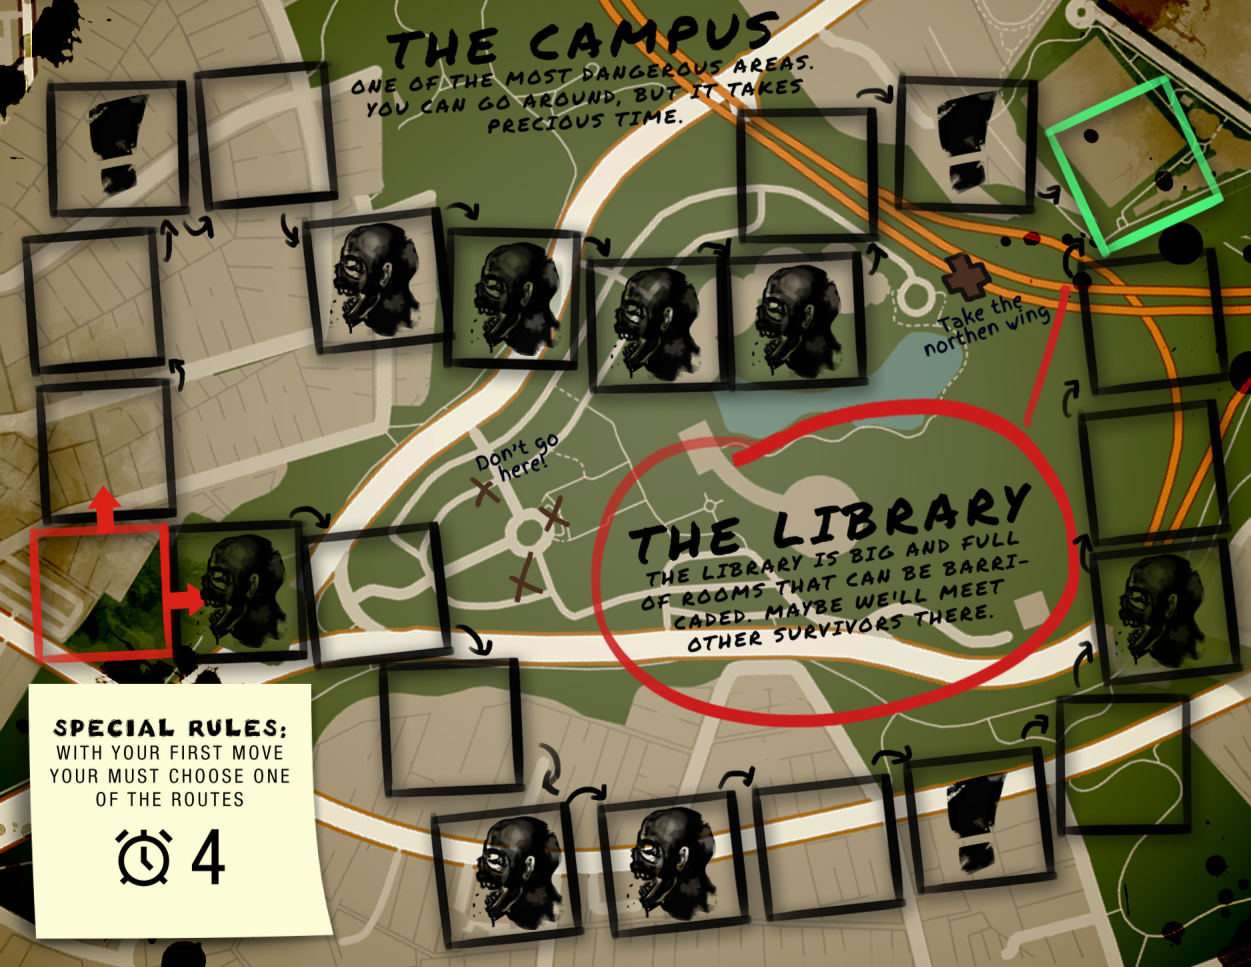 THE CAMPUS
ONE OF THE MOST DANGEROUS AREAS.
YOU CAN GO AROUND, BUT IT TAKES
PRECIOUS TIME.
Take the
northen wing
Don't go
here!
THE LIBRARY
THE LIBRARY IS BIG AND FULL
OF ROOMS THAT CAN BE BARRI-
CADED. MAYBE WE'LL MEET
OTHER SURVIVORS THERE.
SPECIAL RULES:
WITH YOUR FIRST MOVE
YOUR MUST CHOOSE ONE
OF THE ROUTES
4